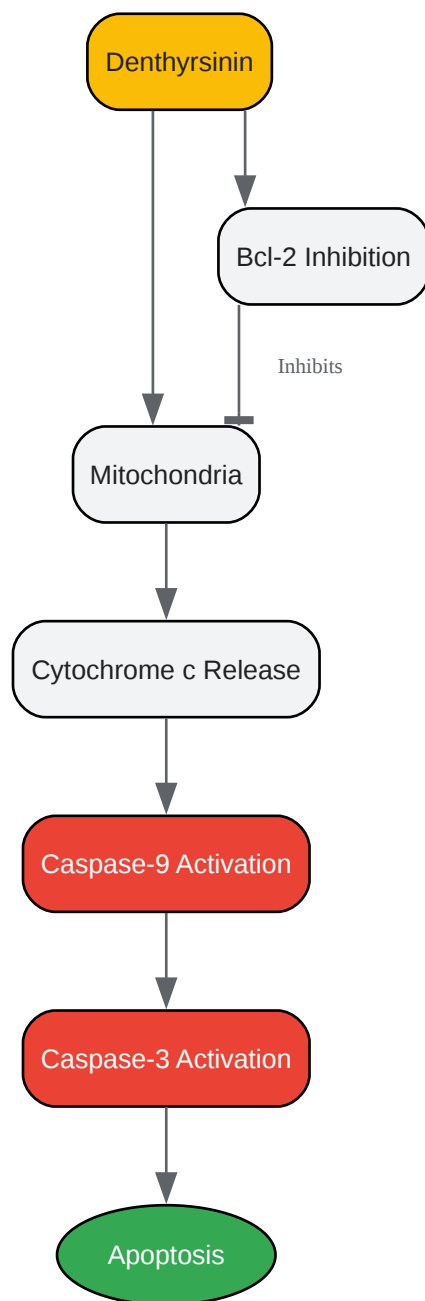 Denthyrsinin
Bcl-2 Inhibition
Inhibits
Mitochondria
Cytochrome c Release
Caspase-9 Activation
Caspase-3 Activation
Apoptosis